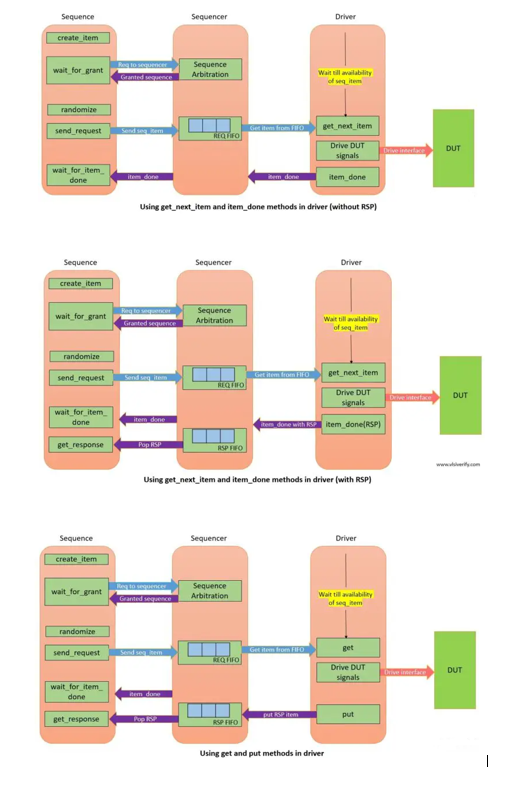 Sequence
Sequencer
Driver
create_item
wait_for_grant
Req to sequencer
Granted sequence
Sequence
Arbitration
Wait till availability
of seq_item
randomize
send_request
Send seq_item
REQ FIFO
Get item from FIFO
get_next_item
Drive DUT
signals
Drive interface
DUT
wait_for_item_
done
item_done
item_done
item_done
Using get_next_item and item_done methods in driver (without RSP)
Sequence
Sequencer
Driver
create_item
wait_for_grant
Req to sequencer
Granted sequence
Sequence
Arbitration
Wait till availability
of seq_item
randomize
send_request
Send seq_item
REQ FIFO
Get item from FIFO
get_next_item
Drive DUT
signals
Drive interface
DUT
wait_for_item_
done
item_done
item_done with RSP
item_done(RSP)
get_response
Pop RSP
RSP FIFO
www.vlsiverify.com
Using get_next_item and item_done methods in driver (with RSP)
Sequence
Sequencer
Driver
create_item
wait_for_grant
Req to sequencer
Granted sequence
Sequence
Arbitration
Wait till availability
of seq_item
randomize
send_request
Send seq_item
REQ FIFO
Get item from FIFO
get
Drive DUT
signals
Drive interface
DUT
wait_for_item_
done
item_done
get_response
Pop RSP
RSP FIFO
put RSP item
put
Using get and put methods in driver